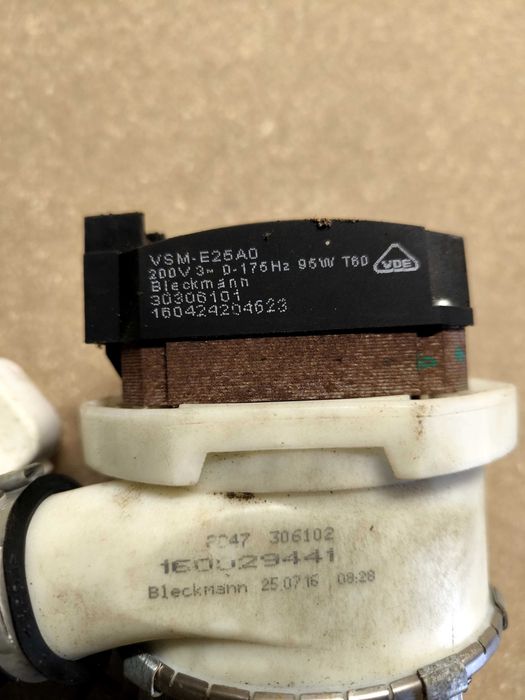 VSM-E25A0
200V 3~ 0-175Hz 95W T60
VDE
Bleckmann
30306101
160424204623
306102
160029441
Bleckmann 25.07.16 08:28